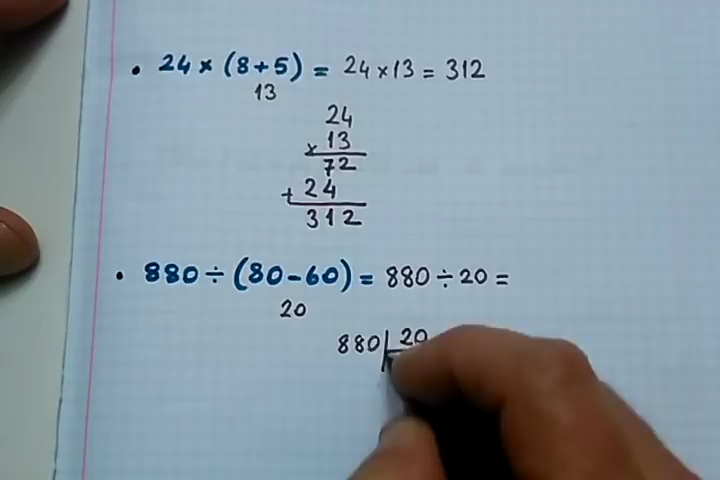 • 24 × (8+5) = 24 × 13 = 312
13
24
× 13
72
+ 24
312
• 880 ÷ (80-60) = 880 ÷ 20 =
20
880 | 20